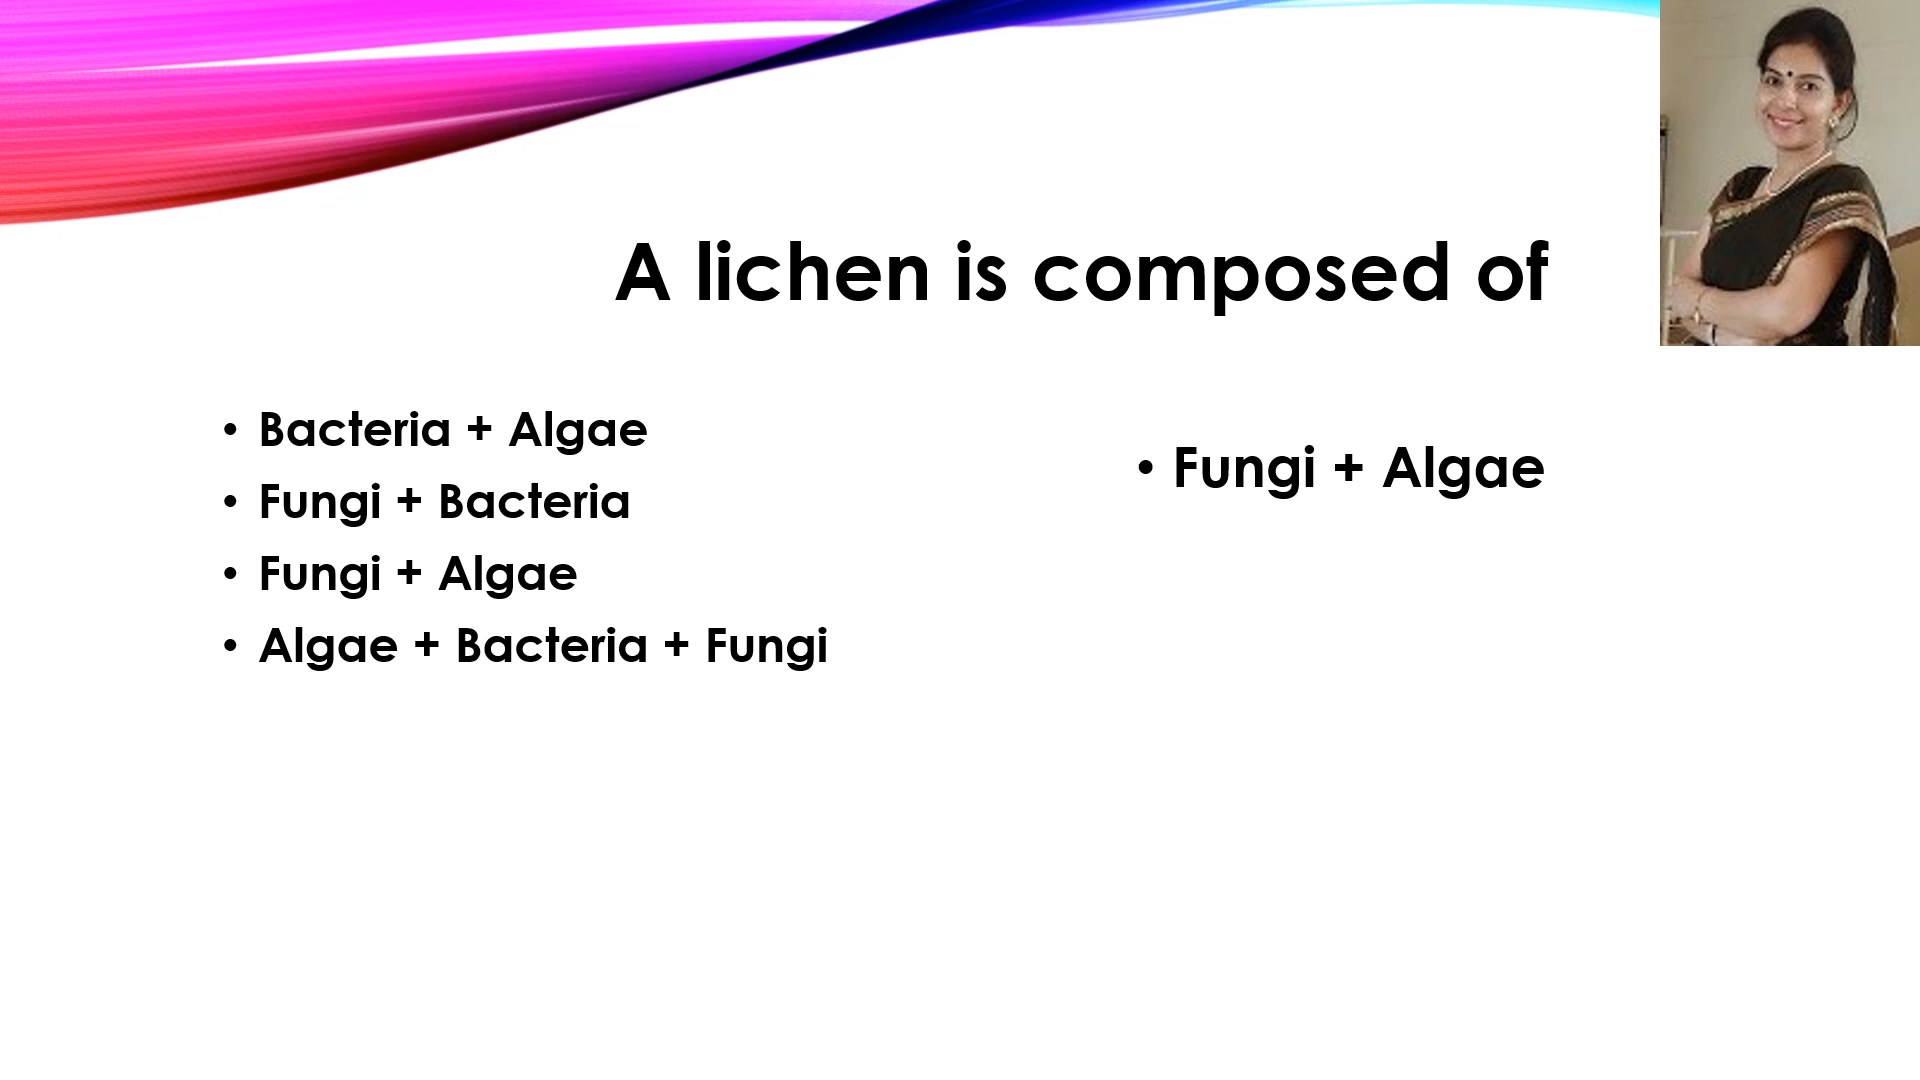 A lichen is composed of
• Bacteria + Algae
• Fungi + Bacteria
• Fungi + Algae
• Algae + Bacteria + Fungi
• Fungi + Algae